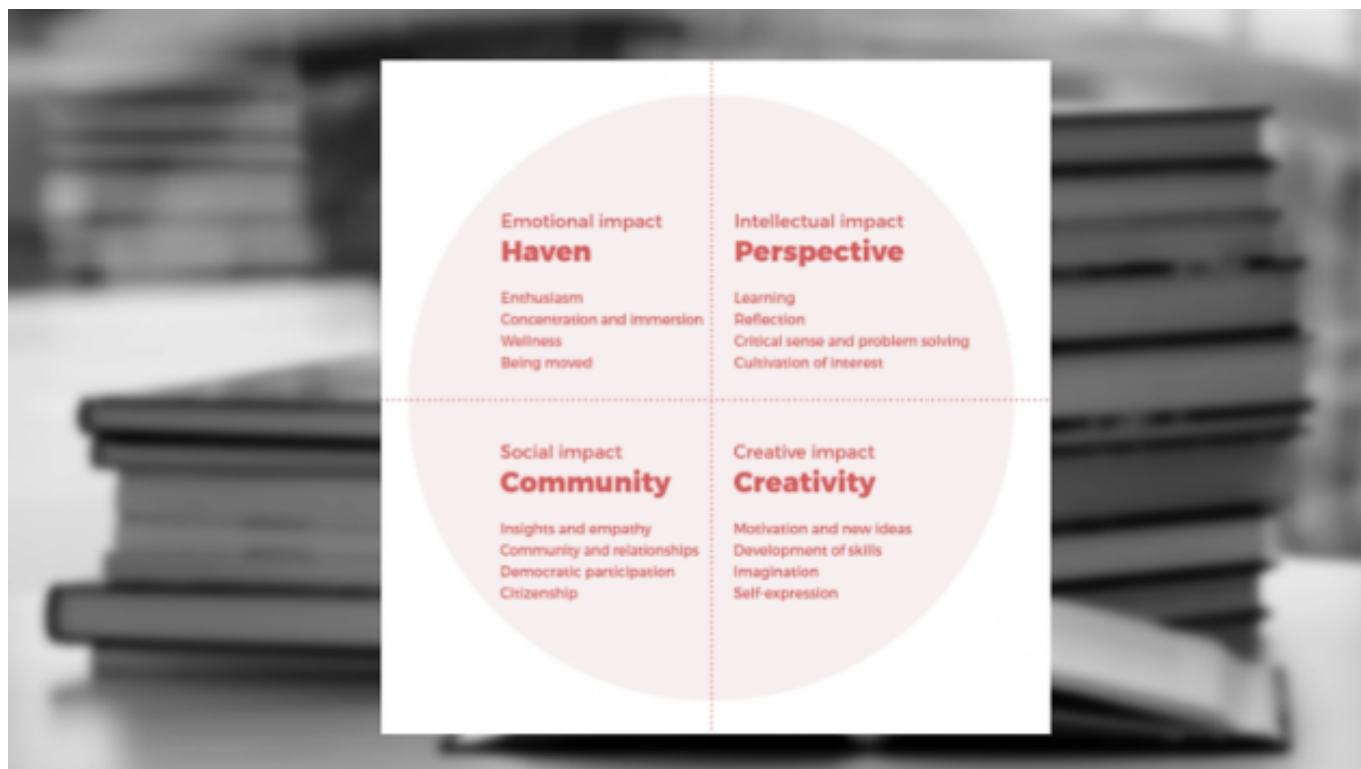 Emotional impact
Haven
Enthusiasm
Concentration and immersion
Wellness
Being moved
Intellectual impact
Perspective
Learning
Reflection
Critical sense and problem solving
Cultivation of interest
Social impact
Community
Insights and empathy
Community and relationships
Democratic participation
Citizenship
Creative impact
Creativity
Motivation and new ideas
Development of skills
Imagination
Self-expression